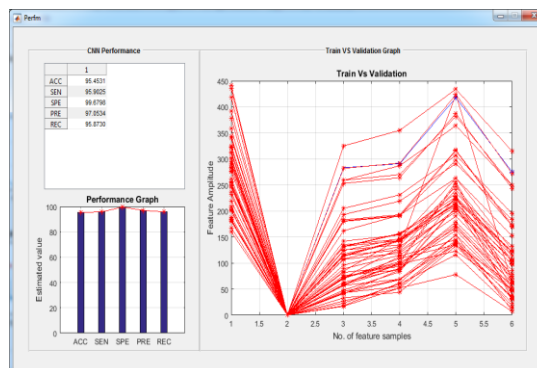 Perfm
CNN Performance
1
ACC 95.4531
SEN 95.9825
SPE 99.6798
PRE 97.0534
REC 95.8730
Performance Graph
Estimated value
100
80
60
40
20
0
ACC SEN SPE PRE REC
Train VS Validation Graph
Train Vs Validation
Feature Amplitude
450
400
350
300
250
200
150
100
50
0
1 1.5 2 2.5 3 3.5 4 4.5 5 5.5 6
No. of feature samples